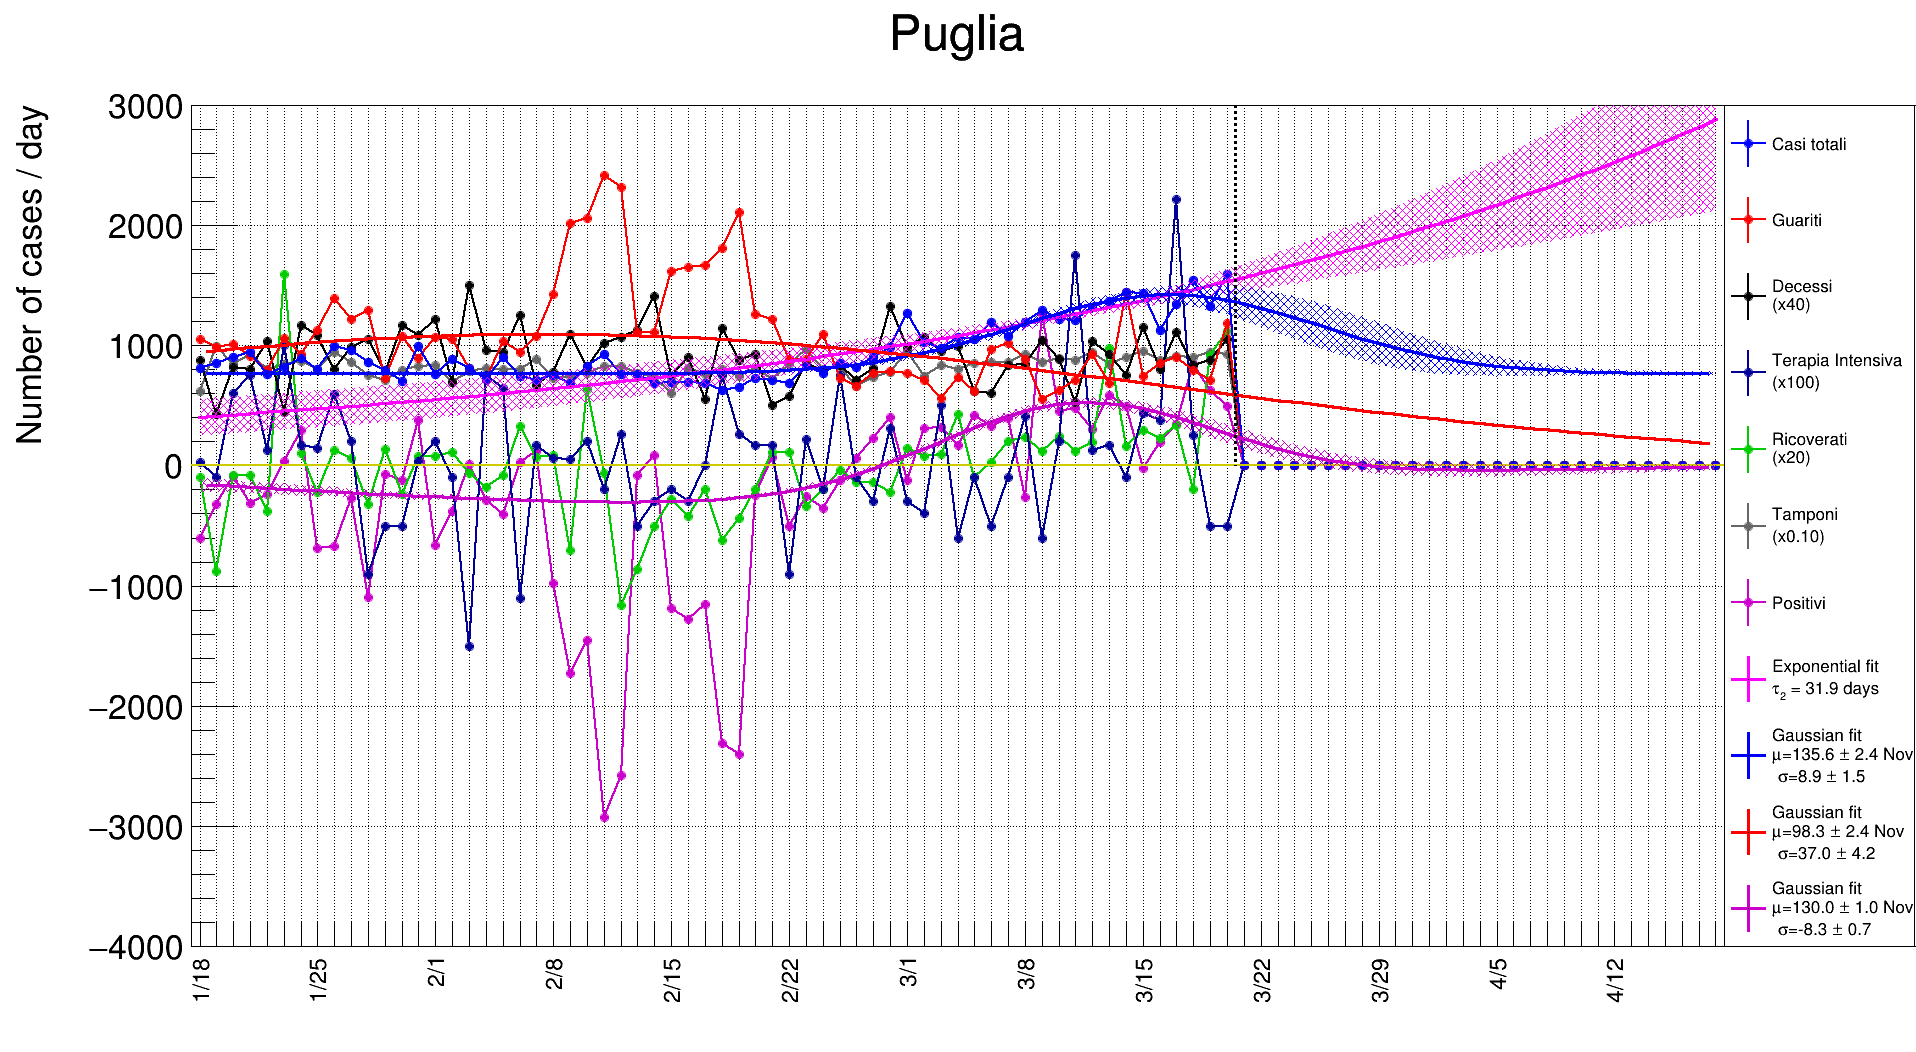 Puglia
Number of cases / day
3000
2000
1000
0
−1000
−2000
−3000
−4000
1/18
1/25
2/1
2/8
2/15
2/22
3/1
3/8
3/15
3/22
3/29
4/5
4/12
Casi totali
Guariti
Decessi
(x40)
Terapia Intensiva
(x100)
Ricoverati
(x20)
Tamponi
(x0.10)
Positivi
Exponential fit
τ2 = 31.9 days
Gaussian fit
μ=135.6 ± 2.4 Nov
σ=8.9 ± 1.5
Gaussian fit
μ=98.3 ± 2.4 Nov
σ=37.0 ± 4.2
Gaussian fit
μ=130.0 ± 1.0 Nov
σ=-8.3 ± 0.7